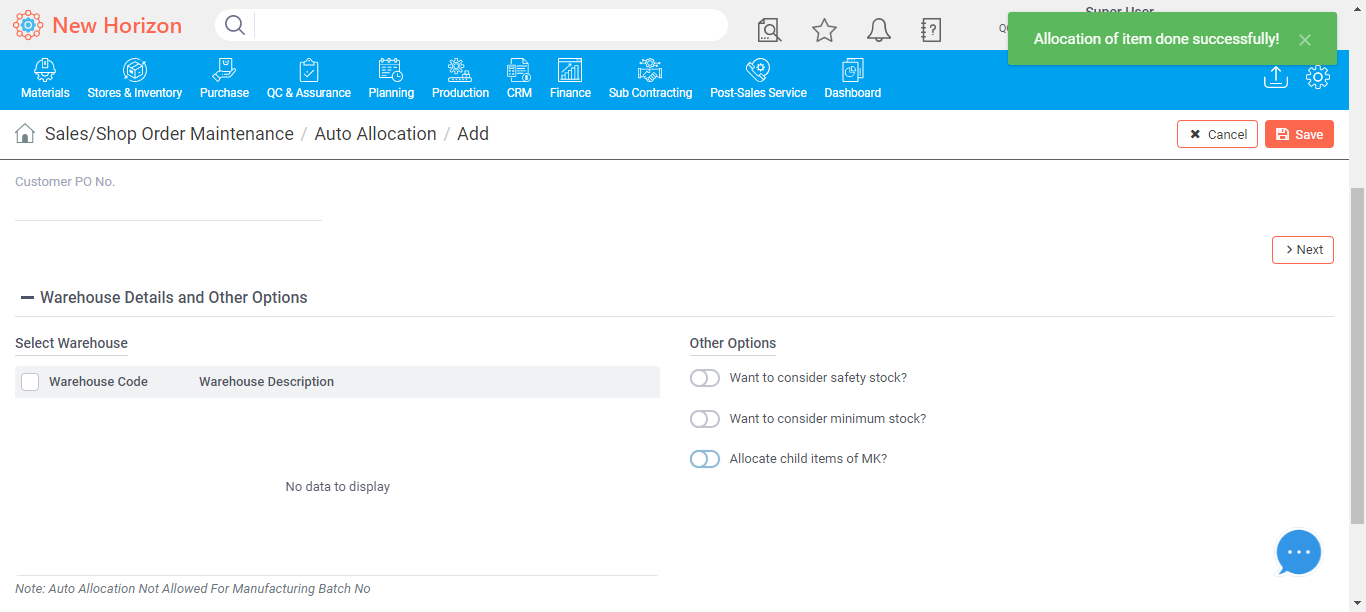 New Horizon
Super User
Allocation of item done successfully!
Materials
Stores & Inventory
Purchase
QC & Assurance
Planning
Production
CRM
Finance
Sub Contracting
Post-Sales Service
Dashboard
Sales/Shop Order Maintenance / Auto Allocation / Add
Cancel
Save
Customer PO No.
Next
Warehouse Details and Other Options
Select Warehouse
Warehouse Code Warehouse Description
No data to display
Note: Auto Allocation Not Allowed For Manufacturing Batch No
Other Options
Want to consider safety stock?
Want to consider minimum stock?
Allocate child items of MK?